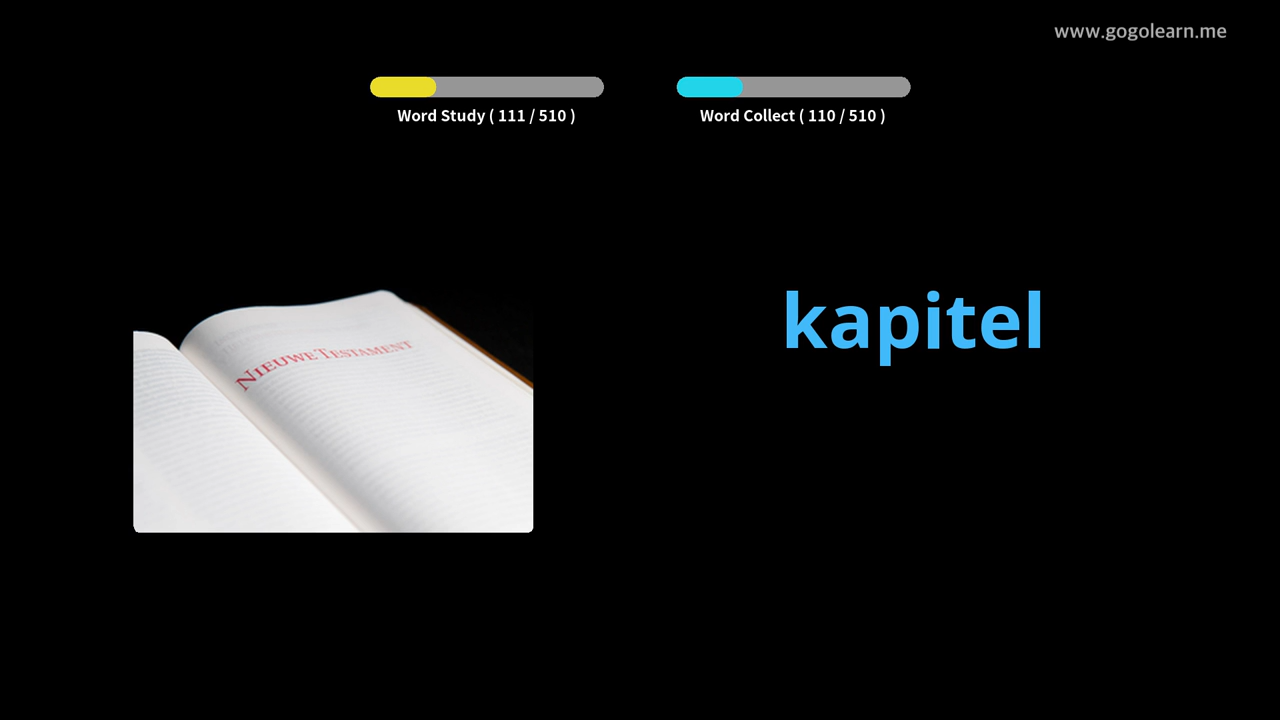 www.gogolearn.me
Word Study ( 111 / 510 )
Word Collect ( 110 / 510 )
NIEUWE TESTAMENT
kapitel